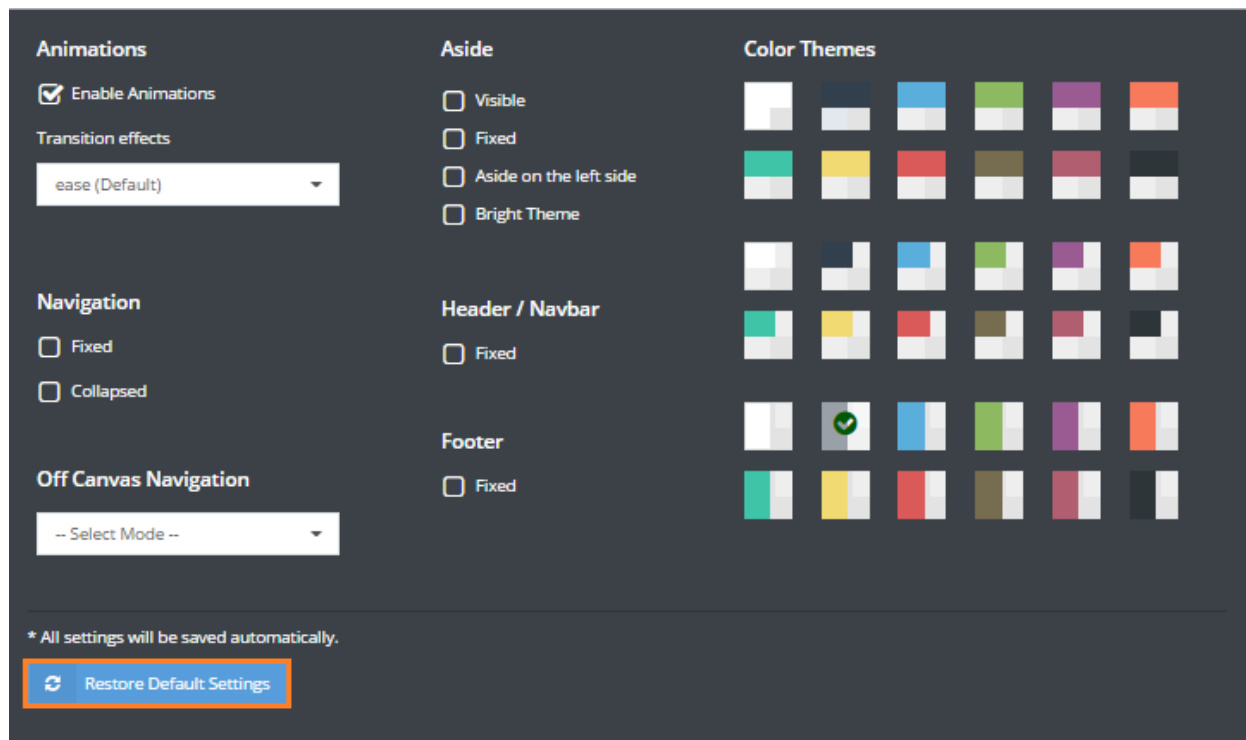 Animations
Enable Animations
Transition effects
ease (Default)
Navigation
Fixed
Collapsed
Off Canvas Navigation
-- Select Mode --
Aside
Visible
Fixed
Aside on the left side
Bright Theme
Header / Navbar
Fixed
Footer
Fixed
Color Themes
* All settings will be saved automatically.
Restore Default Settings